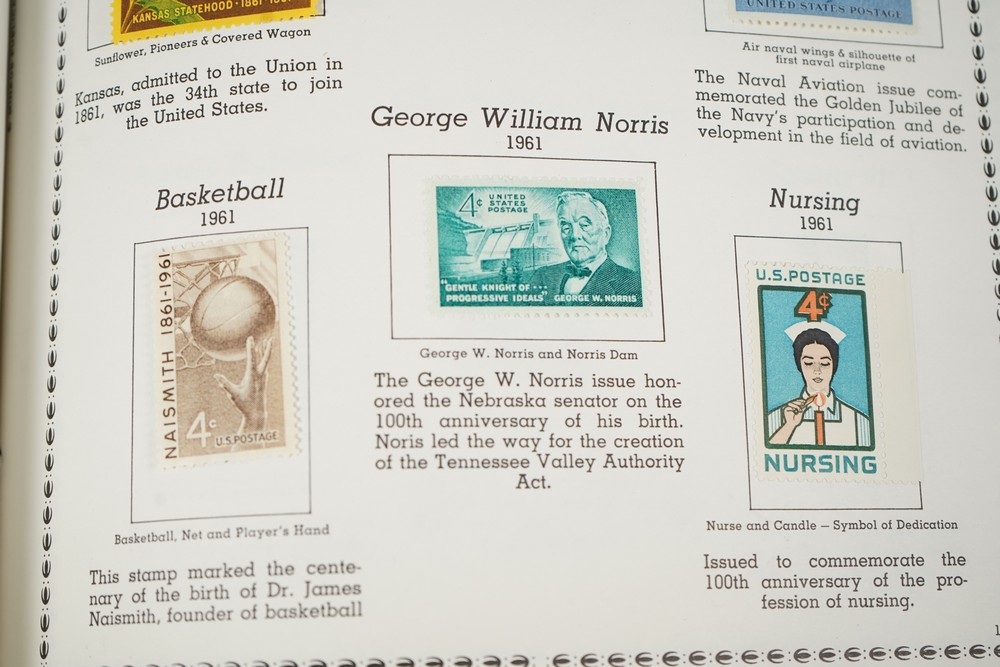 KANSAS STATEHOOD · 1861
Sunflower, Pioneers & Covered Wagon
Kansas, admitted to the Union in
1861, was the 34th state to join
the United States.
UNITED STATES POSTAGE
Air naval wings & silhouette of
first naval airplane
The Naval Aviation issue com-
memorated the Golden Jubilee of
the Navy's participation and de-
velopment in the field of aviation.
Basketball
1961
NAISMITH 1861-1961
4c
U.S. POSTAGE
Basketball, Net and Player's Hand
This stamp marked the cente-
nary of the birth of Dr. James
Naismith, founder of basketball
George William Norris
1961
4¢
UNITED
STATES
POSTAGE
"GENTLE KNIGHT OF ···
PROGRESSIVE IDEALS"
GEORGE W. NORRIS
George W. Norris and Norris Dam
The George W. Norris issue hon-
ored the Nebraska senator on the
100th anniversary of his birth.
Norris led the way for the creation
of the Tennessee Valley Authority
Act.
Nursing
1961
U.S. POSTAGE
4¢
NURSING
Nurse and Candle — Symbol of Dedication
Issued to commemorate the
100th anniversary of the pro-
fession of nursing.